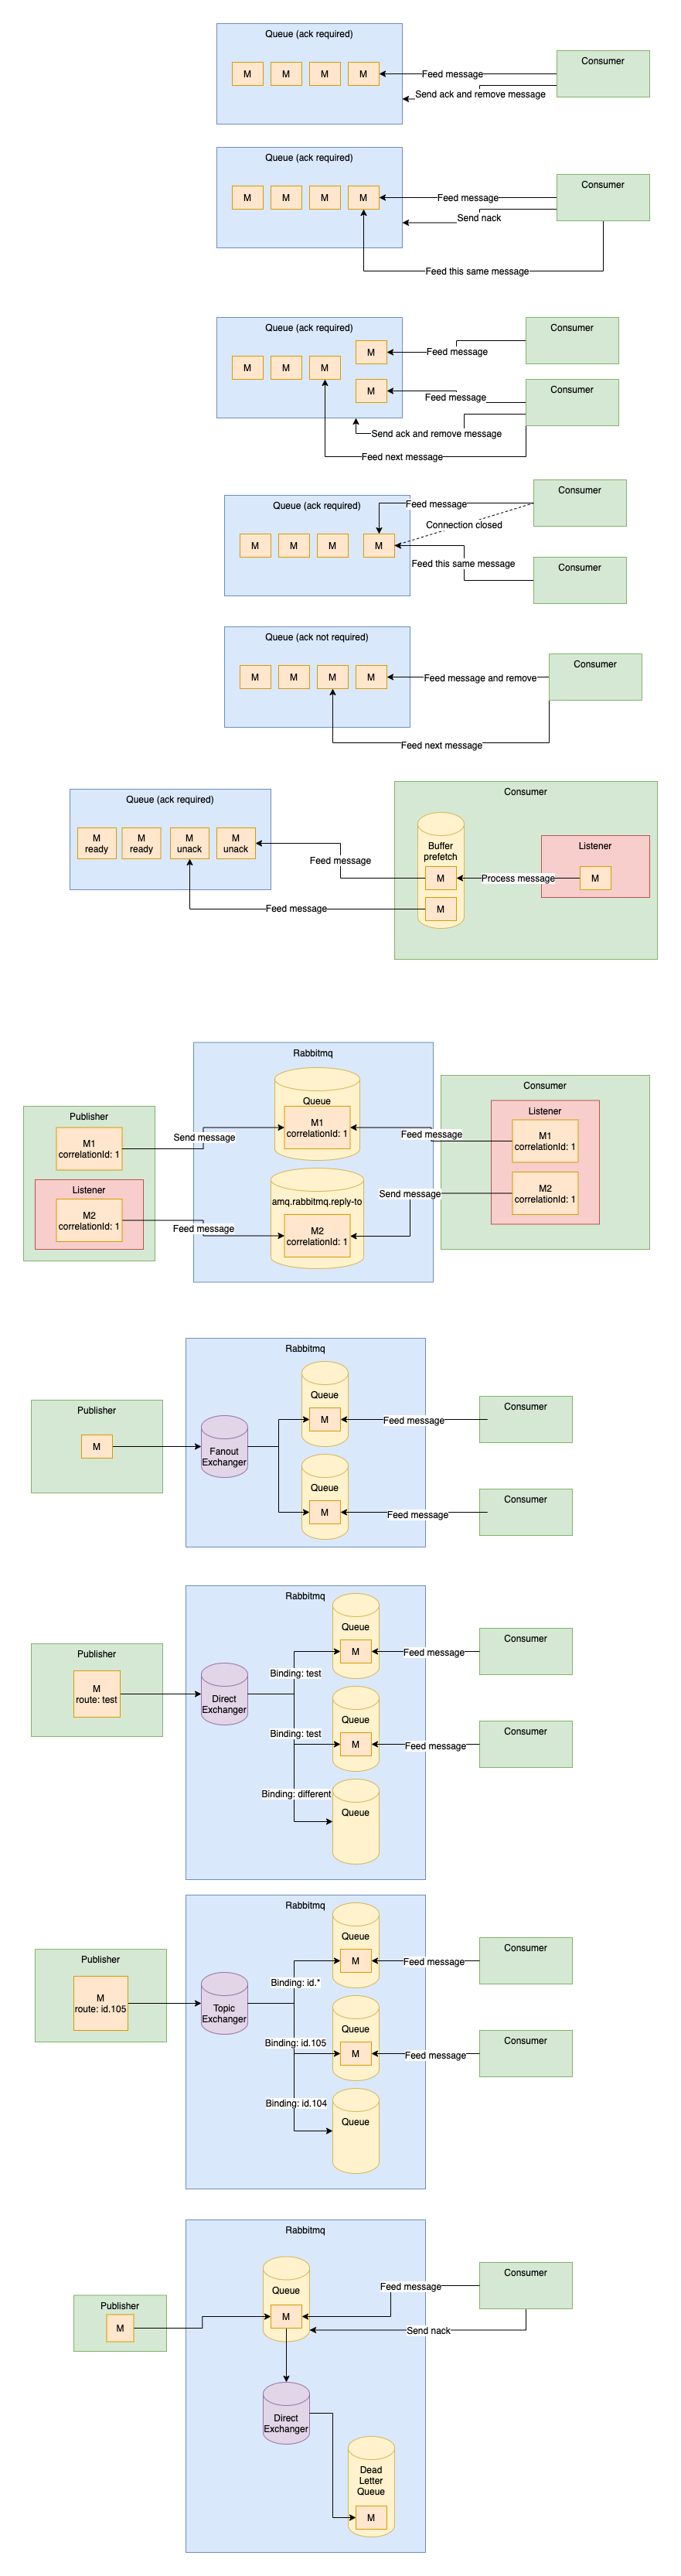 Queue (ack required)
Consumer
M M M M
Feed message
Send ack and remove message
Queue (ack required)
Consumer
M M M M
Feed message
Send nack
Feed this same message
Queue (ack required)
Consumer
M
Feed message
M M M
Consumer
M
Feed message
Send ack and remove message
Feed next message
Consumer
Queue (ack required)
Feed message
Connection closed
M M M M
Feed this same message
Consumer
Queue (ack not required)
Consumer
M M M M
Feed message and remove
Feed next message
Queue (ack required)
Consumer
M
ready
M
ready
M
unack
M
unack
Feed message
Feed message
Buffer
prefetch
M
M
Process message
Listener
M
Rabbitmq
Publisher
M1
correlationId: 1
Send message
Queue
M1
correlationId: 1
Feed message
Consumer
Listener
M1
correlationId: 1
Listener
M2
correlationId: 1
Feed message
amq.rabbitmq.reply-to
M2
correlationId: 1
Send message
M2
correlationId: 1
Rabbitmq
Publisher
M
Fanout
Exchanger
Queue
M
Feed message
Consumer
Queue
M
Feed message
Consumer
Rabbitmq
Publisher
M
route: test
Direct
Exchanger
Binding: test
Queue
M
Feed message
Consumer
Binding: test
Queue
M
Feed message
Consumer
Binding: different
Queue
Rabbitmq
Publisher
M
route: id.105
Topic
Exchanger
Binding: id.*
Queue
M
Feed message
Consumer
Binding: id.105
Queue
M
Feed message
Consumer
Binding: id.104
Queue
Rabbitmq
Publisher
M
Queue
M
Feed message
Consumer
Send nack
Direct
Exchanger
Dead
Letter
Queue
M